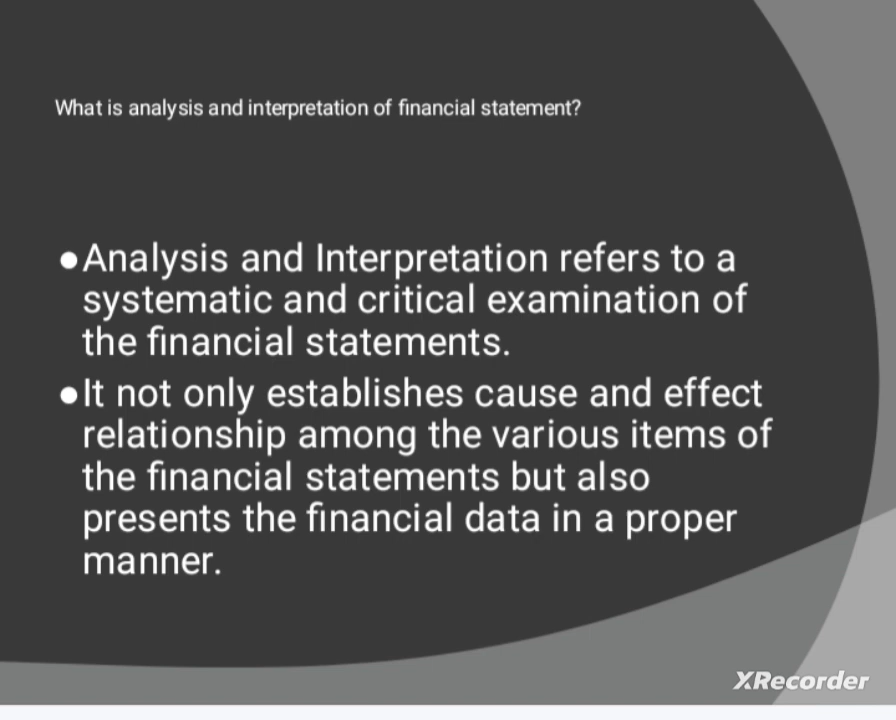 What is analysis and interpretation of financial statement?
●Analysis and Interpretation refers to a
systematic and critical examination of
the financial statements.
●It not only establishes cause and effect
relationship among the various items of
the financial statements but also
presents the financial data in a proper
manner.
XRecorder